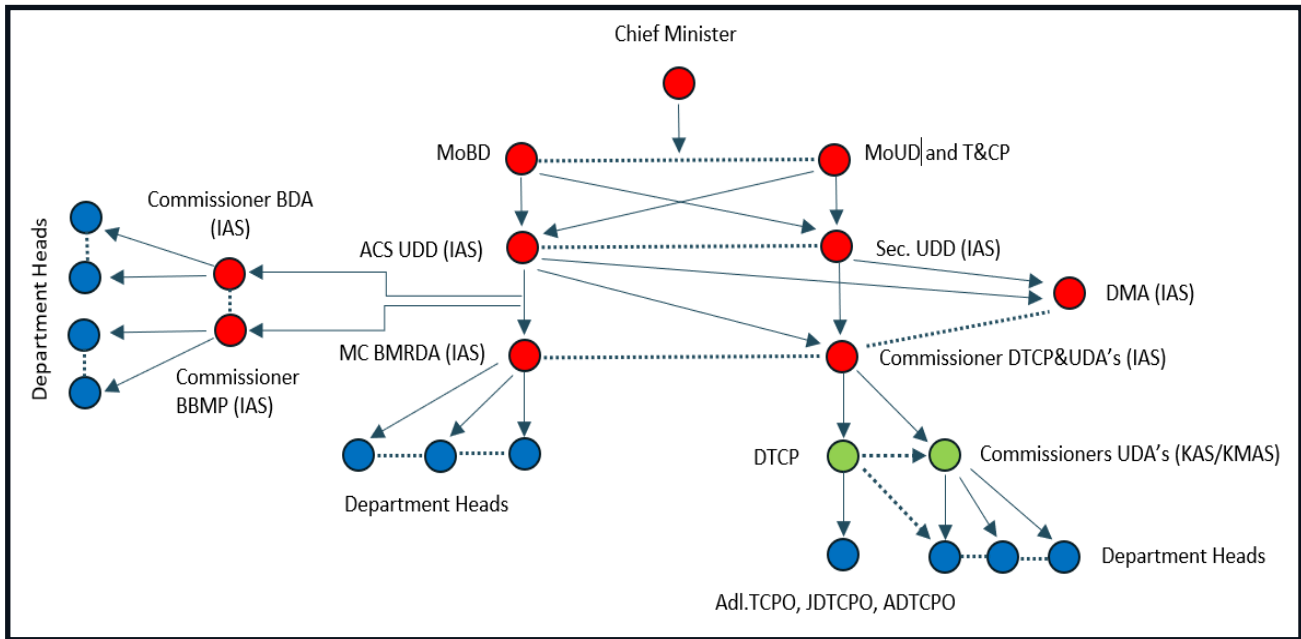 Chief Minister
MoBD
MoUD and T&CP
Commissioner BDA
(IAS)
Department Heads
ACS UDD (IAS)
Sec. UDD (IAS)
DMA (IAS)
MC BMRDA (IAS)
Commissioner DTCP&UDA’s (IAS)
Commissioner
BBMP (IAS)
DTCP
Commissioners UDA’s (KAS/KMAS)
Department Heads
Department Heads
Adl.TCPO, JDTCPO, ADTCPO